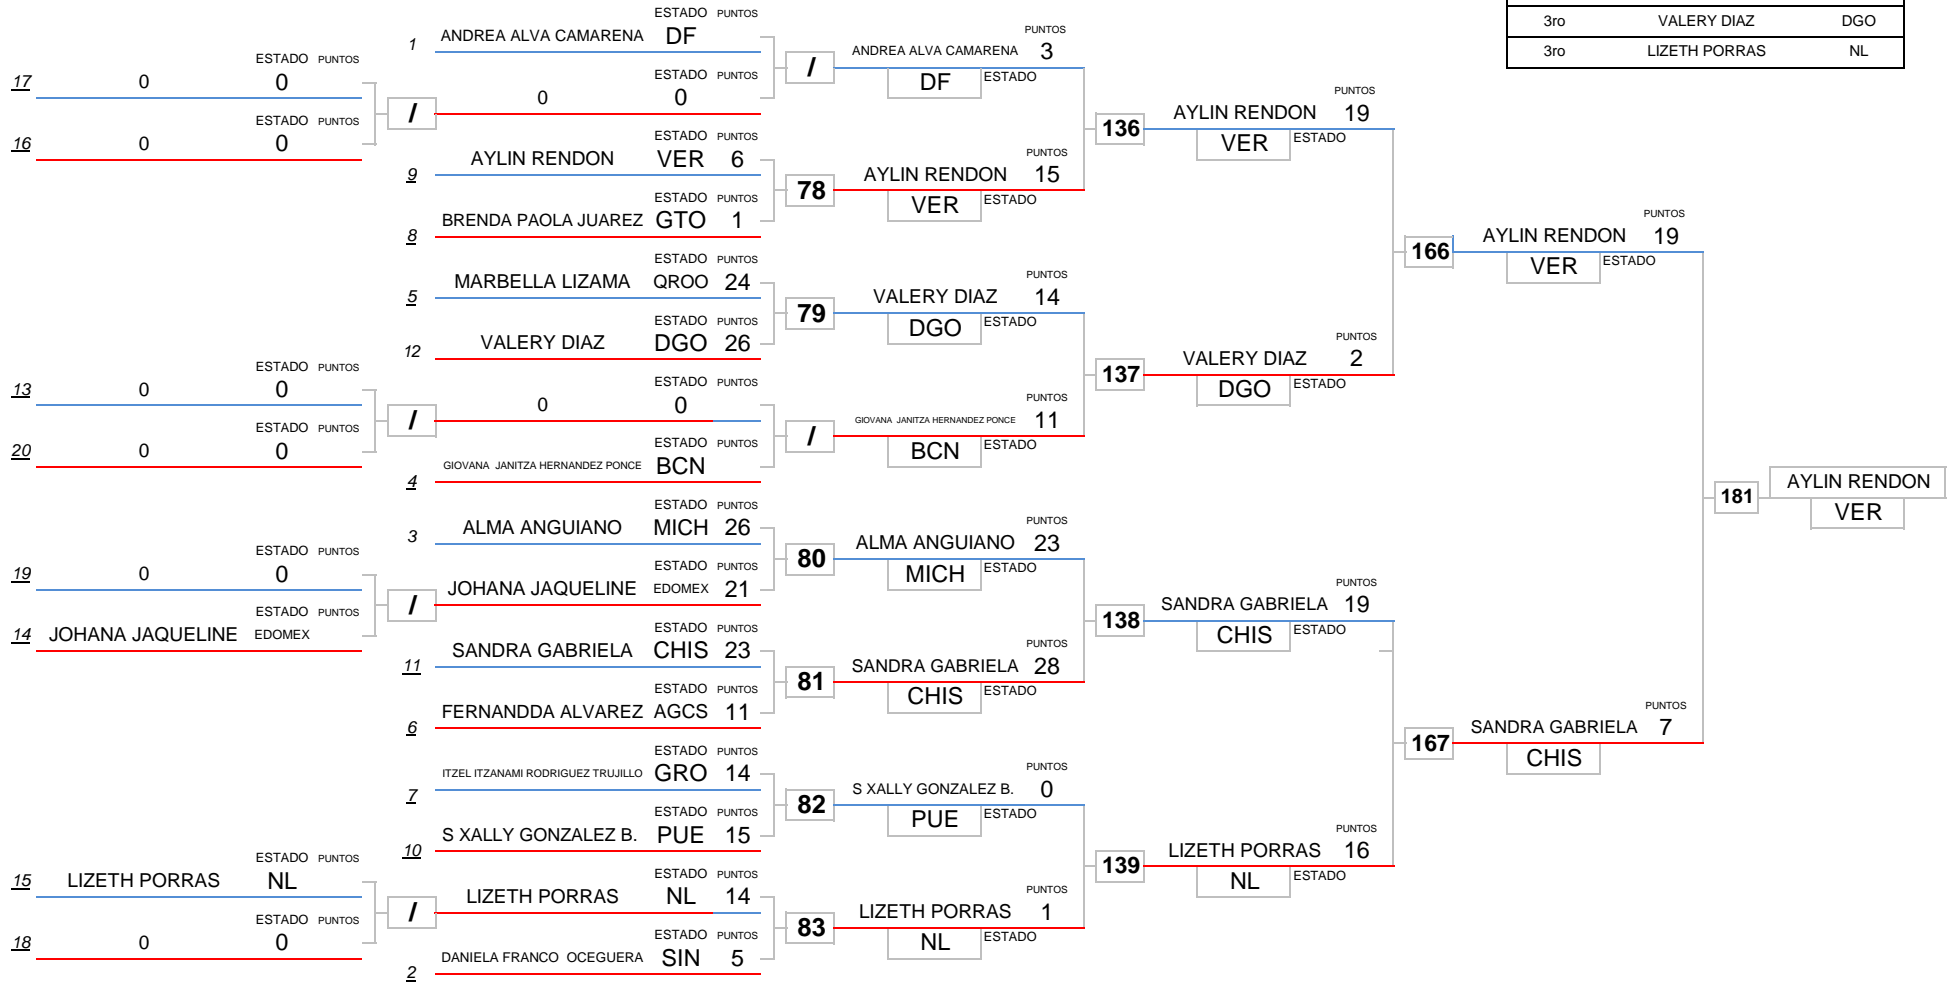 3ro VALERY DIAZ DGO
3ro LIZETH PORRAS NL
ESTADO PUNTOS
17 0 0
ESTADO PUNTOS
16 0 0
/
ESTADO PUNTOS
13 0 0
ESTADO PUNTOS
20 0 0
/
ESTADO PUNTOS
19 0 0
ESTADO PUNTOS
14 JOHANA JAQUELINE EDOMEX
/
ESTADO PUNTOS
15 LIZETH PORRAS NL
ESTADO PUNTOS
18 0 0
/
ESTADO PUNTOS
1 ANDREA ALVA CAMARENA DF
ESTADO PUNTOS
0 0
/
ESTADO PUNTOS
9 AYLIN RENDON VER 6
ESTADO PUNTOS
8 BRENDA PAOLA JUAREZ GTO 1
78
ESTADO PUNTOS
5 MARBELLA LIZAMA QROO 24
ESTADO PUNTOS
12 VALERY DIAZ DGO 26
79
ESTADO PUNTOS
0 0
ESTADO PUNTOS
4 GIOVANA JANITZA HERNANDEZ PONCE BCN
/
ESTADO PUNTOS
3 ALMA ANGUIANO MICH 26
ESTADO PUNTOS
JOHANA JAQUELINE EDOMEX 21
80
ESTADO PUNTOS
11 SANDRA GABRIELA CHIS 23
ESTADO PUNTOS
6 FERNANDDA ALVAREZ AGCS 11
81
ESTADO PUNTOS
7 ITZEL ITZANAMI RODRIGUEZ TRUJILLO GRO 14
ESTADO PUNTOS
10 S XALLY GONZALEZ B. PUE 15
82
ESTADO PUNTOS
LIZETH PORRAS NL 14
ESTADO PUNTOS
2 DANIELA FRANCO OCEGUERA SIN 5
83
PUNTOS
ANDREA ALVA CAMARENA 3
DF ESTADO
PUNTOS
AYLIN RENDON 15
VER ESTADO
136
PUNTOS
VALERY DIAZ 14
DGO ESTADO
PUNTOS
GIOVANA JANITZA HERNANDEZ PONCE 11
BCN ESTADO
137
PUNTOS
ALMA ANGUIANO 23
MICH ESTADO
PUNTOS
SANDRA GABRIELA 28
CHIS ESTADO
138
PUNTOS
S XALLY GONZALEZ B. 0
PUE ESTADO
PUNTOS
LIZETH PORRAS 1
NL ESTADO
139
PUNTOS
AYLIN RENDON 19
VER ESTADO
PUNTOS
VALERY DIAZ 2
DGO ESTADO
166
PUNTOS
SANDRA GABRIELA 19
CHIS ESTADO
PUNTOS
LIZETH PORRAS 16
NL ESTADO
167
PUNTOS
AYLIN RENDON 19
VER ESTADO
PUNTOS
SANDRA GABRIELA 7
CHIS
181
AYLIN RENDON
VER